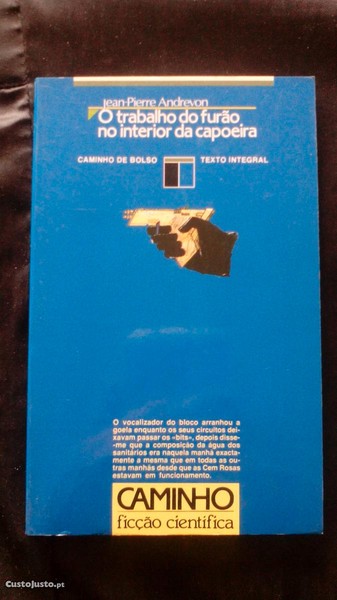 Jean-Pierre Andrevon
O trabalho do furão
no interior da capoeira
CAMINHO DE BOLSO TEXTO INTEGRAL
O vocalizador do bloco arranhou a
goela enquanto os seus circuitos dei-
xavam passar os «bits», depois disse-
-me que a composição da água dos
sanitários era naquela manhã exacta-
mente a mesma que em todas as ou-
tras manhãs desde que as Cem Rosas
estavam em funcionamento.
CAMINHO
ficção científica
CustoJusto.pt